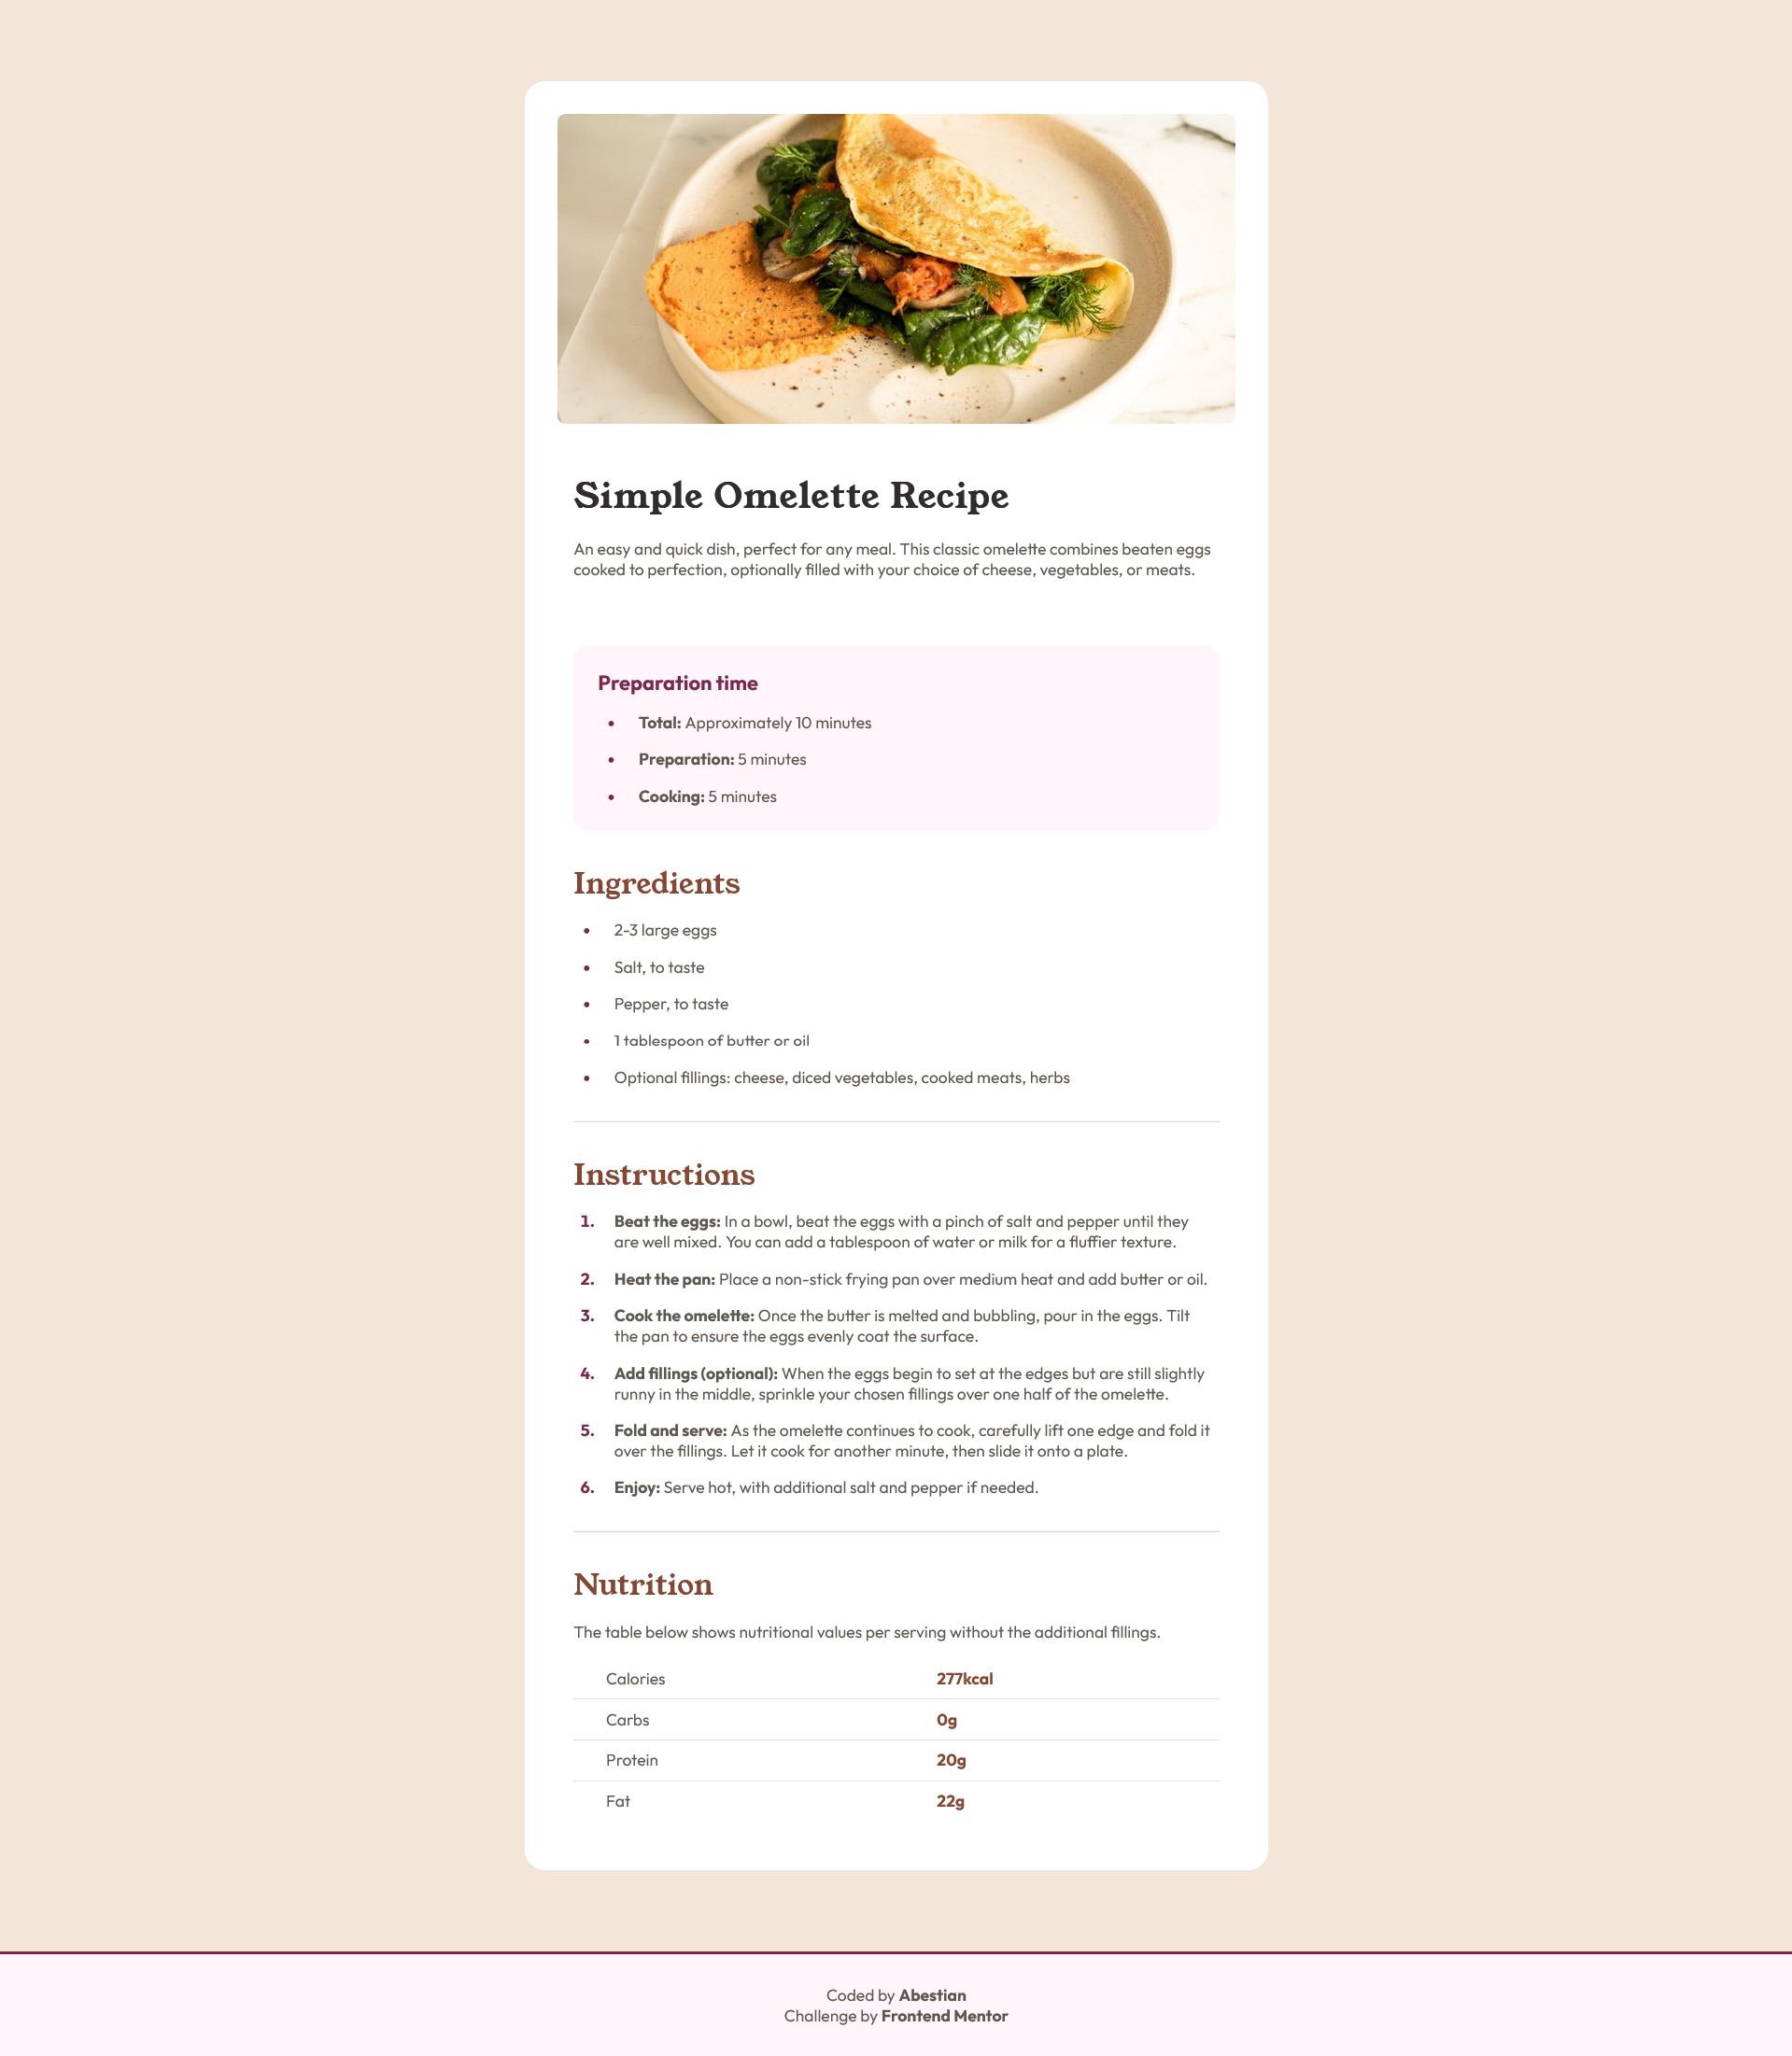 Simple Omelette Recipe
An easy and quick dish, perfect for any meal. This classic omelette combines beaten eggs
cooked to perfection, optionally filled with your choice of cheese, vegetables, or meats.
Preparation time
• Total: Approximately 10 minutes
• Preparation: 5 minutes
• Cooking: 5 minutes
Ingredients
• 2-3 large eggs
• Salt, to taste
• Pepper, to taste
• 1 tablespoon of butter or oil
• Optional fillings: cheese, diced vegetables, cooked meats, herbs
Instructions
1. Beat the eggs: In a bowl, beat the eggs with a pinch of salt and pepper until they
are well mixed. You can add a tablespoon of water or milk for a fluffier texture.
2. Heat the pan: Place a non-stick frying pan over medium heat and add butter or oil.
3. Cook the omelette: Once the butter is melted and bubbling, pour in the eggs. Tilt
the pan to ensure the eggs evenly coat the surface.
4. Add fillings (optional): When the eggs begin to set at the edges but are still slightly
runny in the middle, sprinkle your chosen fillings over one half of the omelette.
5. Fold and serve: As the omelette continues to cook, carefully lift one edge and fold it
over the fillings. Let it cook for another minute, then slide it onto a plate.
6. Enjoy: Serve hot, with additional salt and pepper if needed.
Nutrition
The table below shows nutritional values per serving without the additional fillings.
Calories 277kcal
Carbs 0g
Protein 20g
Fat 22g
Coded by Abestian
Challenge by Frontend Mentor